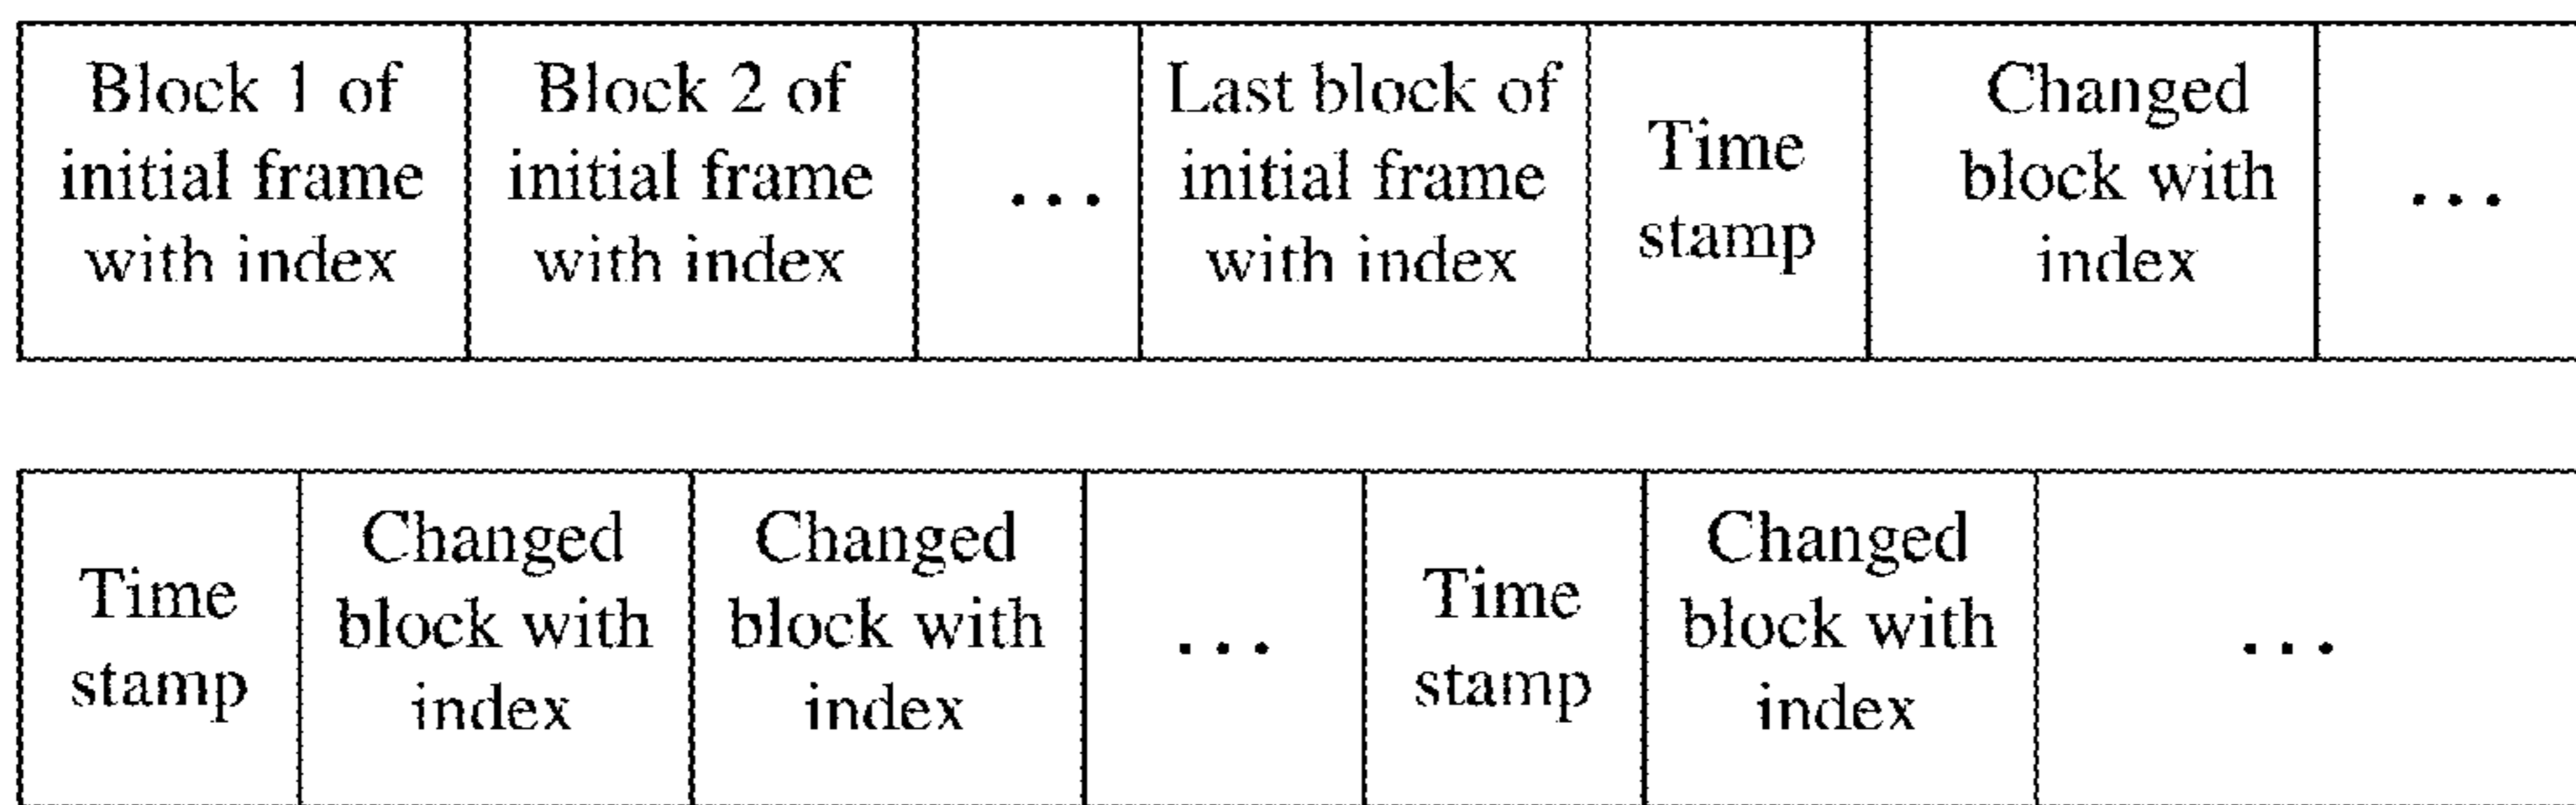 Block 1 of
initial frame
with index
Block 2 of
initial frame
with index
...
Last block of
initial frame
with index
Time
stamp
Changed
block with
index
...
Time
stamp
Changed
block with
index
Changed
block with
index
...
Time
stamp
Changed
block with
index
...